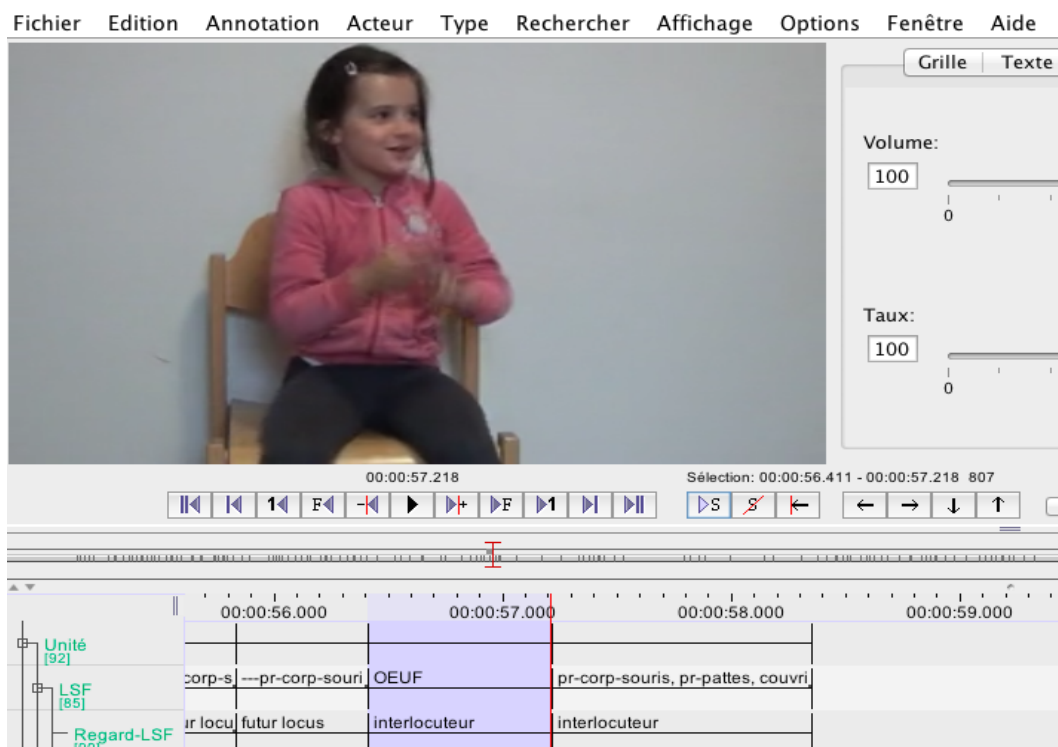 Fichier Edition Annotation Acteur Type Rechercher Affichage Options Fenêtre Aide
Grille Texte
Volume:
100
0
Taux:
100
0
00:00:57.218
Sélection: 00:00:56.411 - 00:00:57.218 807
1 F + F 1 S S
00:00:56.000 00:00:57.000 00:00:58.000 00:00:59.000
Unité
[92]
corp-s ---pr-corp-souri OEUF pr-corp-souris, pr-pattes, couvri
LSF
[85]
ur locu futur locus interlocuteur interlocuteur
Regard-LSF